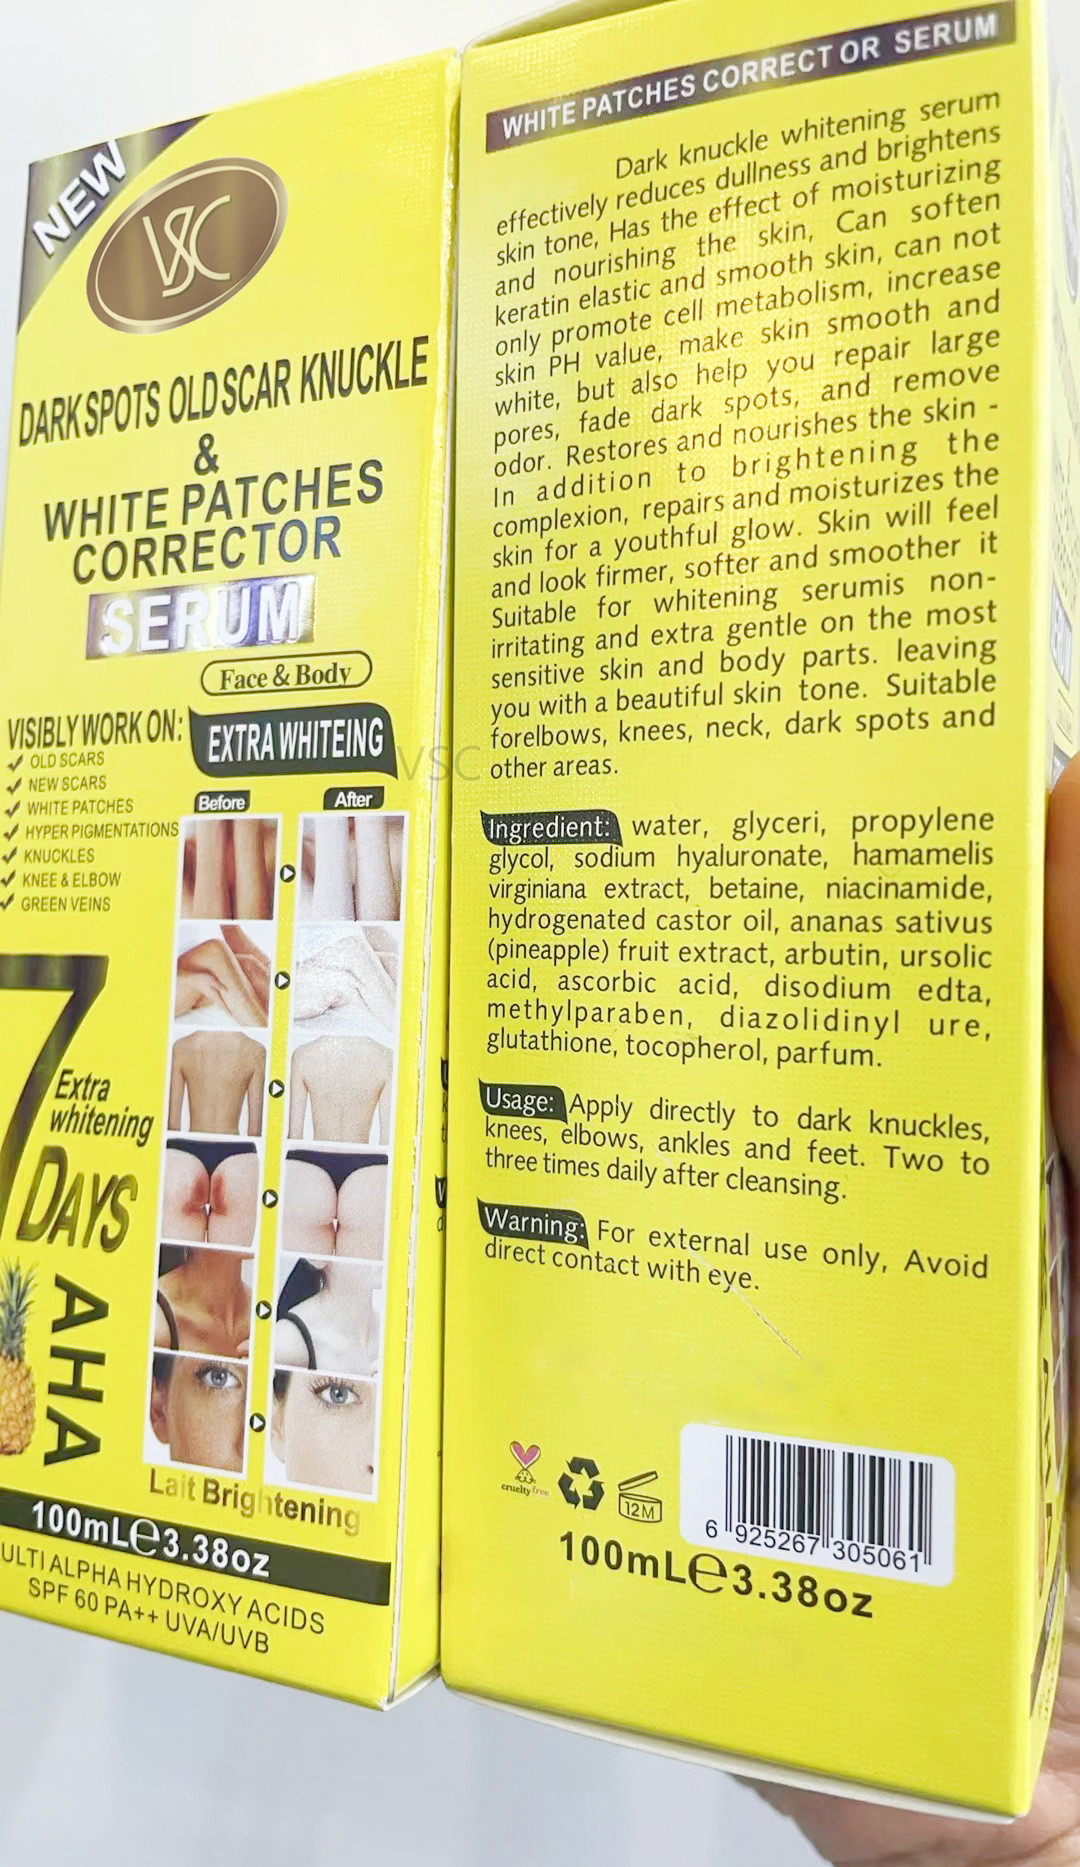 NEW
VSC
DARK SPOTS OLD SCAR KNUCKLE
&
WHITE PATCHES
CORRECTOR
SERUM
Face & Body
VISIBLY WORK ON:
EXTRA WHITEING
OLD SCARS
NEW SCARS
WHITE PATCHES
HYPER PIGMENTATIONS
KNUCKLES
KNEE & ELBOW
GREEN VEINS
Before
After
7
Extra
whitening
DAYS
AHA
Lait Brightening
100mLe3.38oz
ULTI ALPHA HYDROXY ACIDS
SPF 60 PA++ UVA/UVB
VSC
WHITE PATCHES CORRECT OR SERUM
Dark knuckle whitening serum
effectively reduces dullness and brightens
skin tone, Has the effect of moisturizing
and nourishing the skin, Can soften
keratin elastic and smooth skin, can not
only promote cell metabolism, increase
skin PH value, make skin smooth and
white, but also help you repair large
pores, fade dark spots, and remove
odor. Restores and nourishes the skin -
In addition to brightening the
complexion, repairs and moisturizes the
skin for a youthful glow. Skin will feel
and look firmer, softer and smoother it
Suitable for whitening serumis non-
irritating and extra gentle on the most
sensitive skin and body parts. leaving
you with a beautiful skin tone. Suitable
forelbows, knees, neck, dark spots and
other areas.
Ingredient: water, glyceri, propylene
glycol, sodium hyaluronate, hamamelis
virginiana extract, betaine, niacinamide,
hydrogenated castor oil, ananas sativus
(pineapple) fruit extract, arbutin, ursolic
acid, ascorbic acid, disodium edta,
methylparaben, diazolidinyl ure,
glutathione, tocopherol, parfum.
Usage: Apply directly to dark knuckles,
knees, elbows, ankles and feet. Two to
three times daily after cleansing.
Warning: For external use only, Avoid
direct contact with eye.
cruelty free
12M
6 925267 305061
100mLe3.38oz